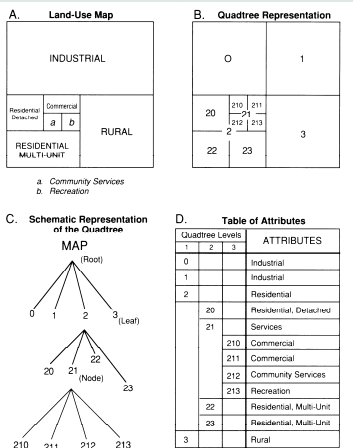 A. Land-Use Map
INDUSTRIAL
Residential
Detached
Commercial
a b
RURAL
RESIDENTIAL
MULTI-UNIT
a. Community Services
b. Recreation
B. Quadtree Representation
0 1
20
210 211
21
212 213
2
22 23
3
C. Schematic Representation
of the Quadtree
MAP
(Root)
0 1 2 3
(Leaf)
20 21 22 23
(Node)
210 211 212 213
D. Table of Attributes
Quadtree Levels ATTRIBUTES
1 2 3
0 Industrial
1 Industrial
2 Residential
20 Residential, Detached
21 Services
210 Commercial
211 Commercial
212 Community Services
213 Recreation
22 Residential, Multi-Unit
23 Residential, Multi-Unit
3 Rural